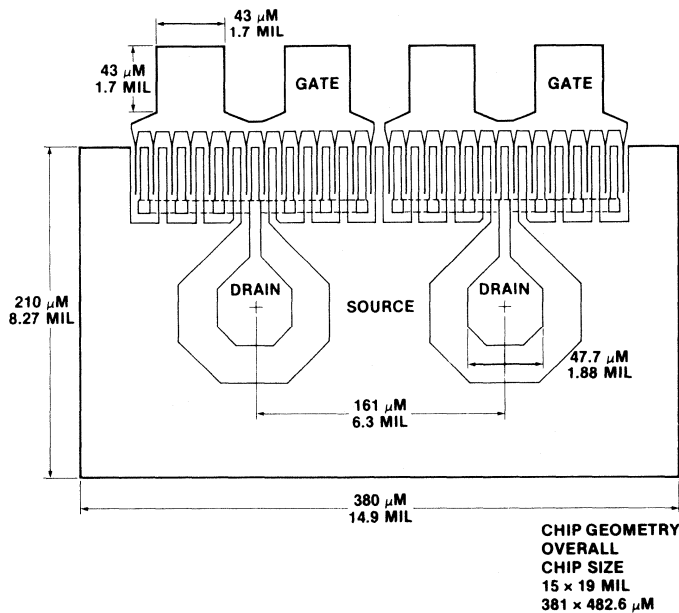 43 μM
1.7 MIL
43 μM
1.7 MIL
GATE
GATE
DRAIN
DRAIN
SOURCE
210 μM
8.27 MIL
47.7 μM
1.88 MIL
161 μM
6.3 MIL
380 μM
14.9 MIL
CHIP GEOMETRY
OVERALL
CHIP SIZE
15 × 19 MIL
381 × 482.6 μM